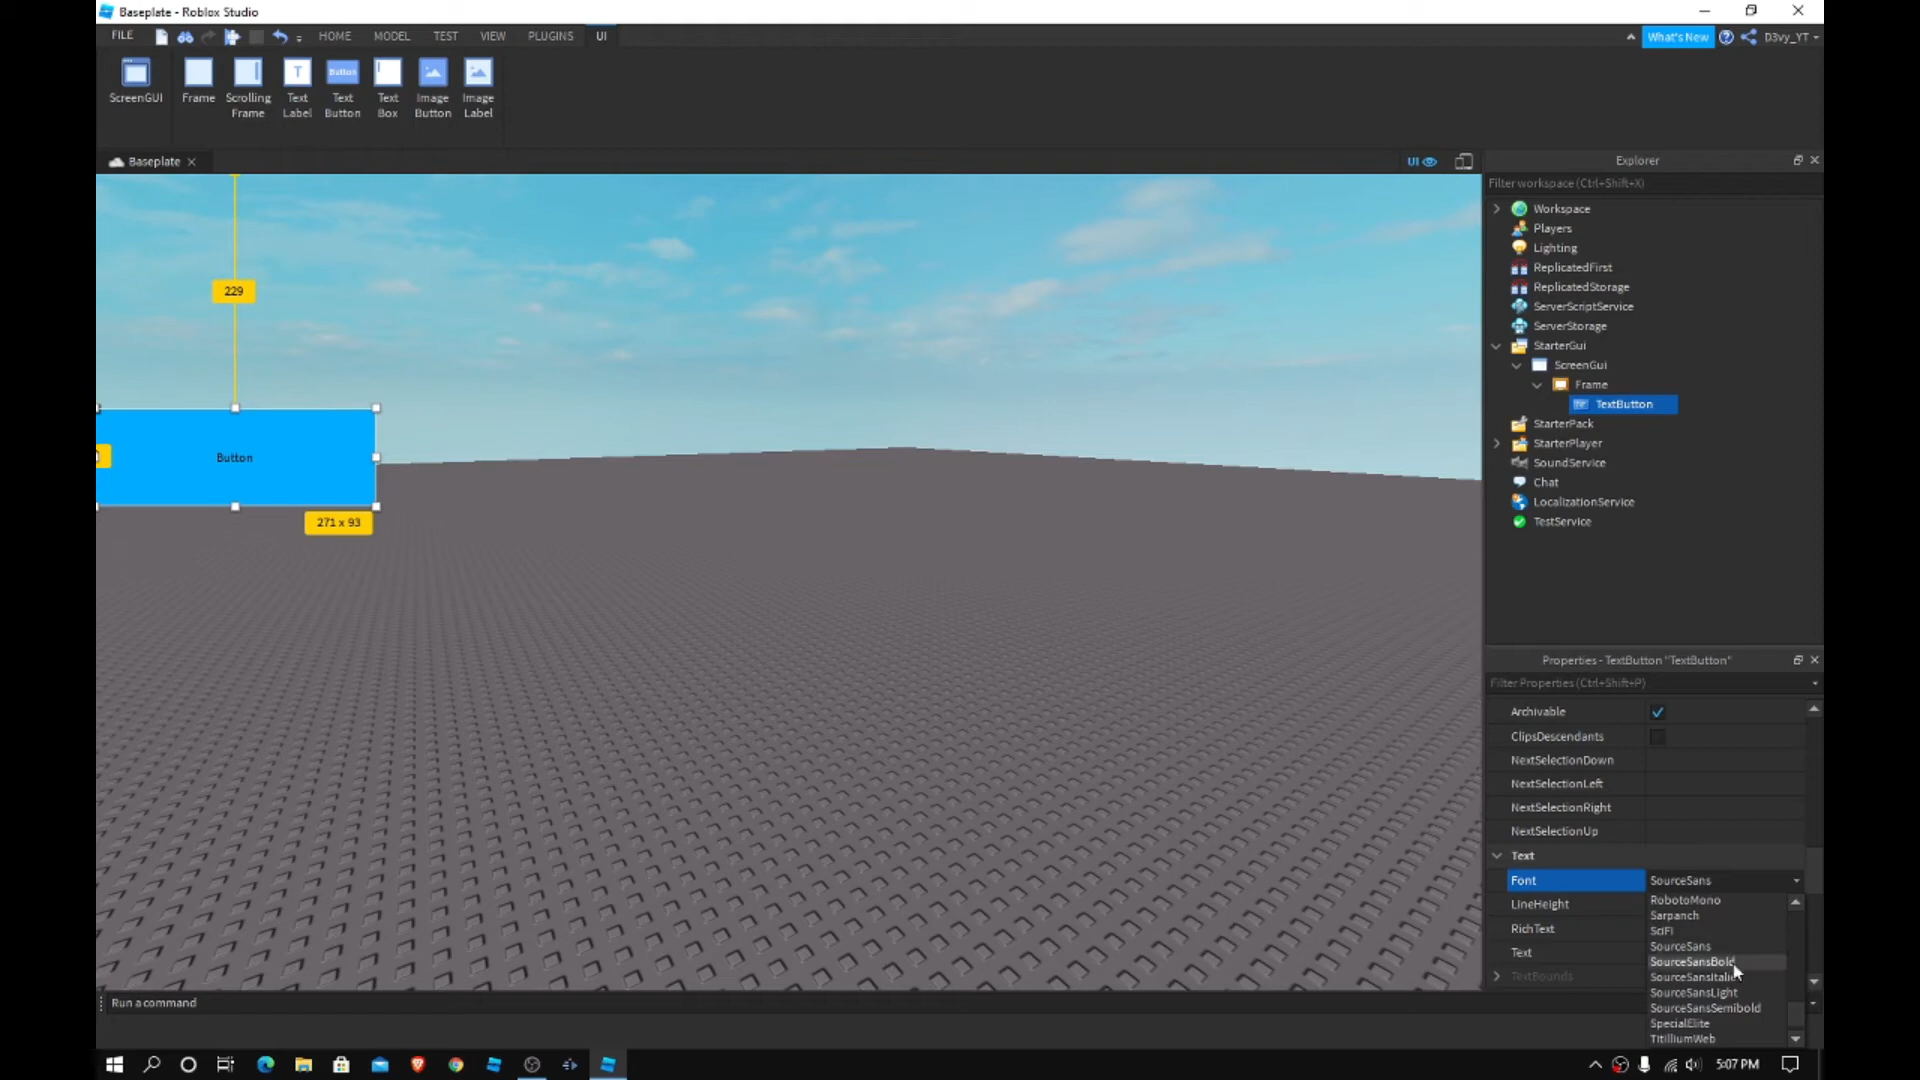 Baseplate - Roblox Studio
FILE
HOME
MODEL
TEST
VIEW
PLUGINS
UI
What's New
D3vy_YT
ScreenGUI
Frame
Scrolling
Frame
Text
Label
Button
Text
Button
Text
Box
Image
Button
Image
Label
Baseplate
UI
Explorer
Filter workspace (Ctrl+Shift+X)
Workspace
Players
Lighting
ReplicatedFirst
ReplicatedStorage
ServerScriptService
ServerStorage
StarterGui
ScreenGui
Frame
TextButton
StarterPack
StarterPlayer
SoundService
Chat
LocalizationService
TestService
229
Button
271 x 93
Properties - TextButton "TextButton"
Filter Properties (Ctrl+Shift+P)
Archivable
ClipsDescendants
NextSelectionDown
NextSelectionLeft
NextSelectionRight
NextSelectionUp
Text
Font
SourceSans
LineHeight
RichText
Text
TextBounds
RobotoMono
Sarpanch
SciFi
SourceSans
SourceSansBold
SourceSansItalic
SourceSansLight
SourceSansSemibold
SpecialElite
TitilliumWeb
Run a command
5:07 PM